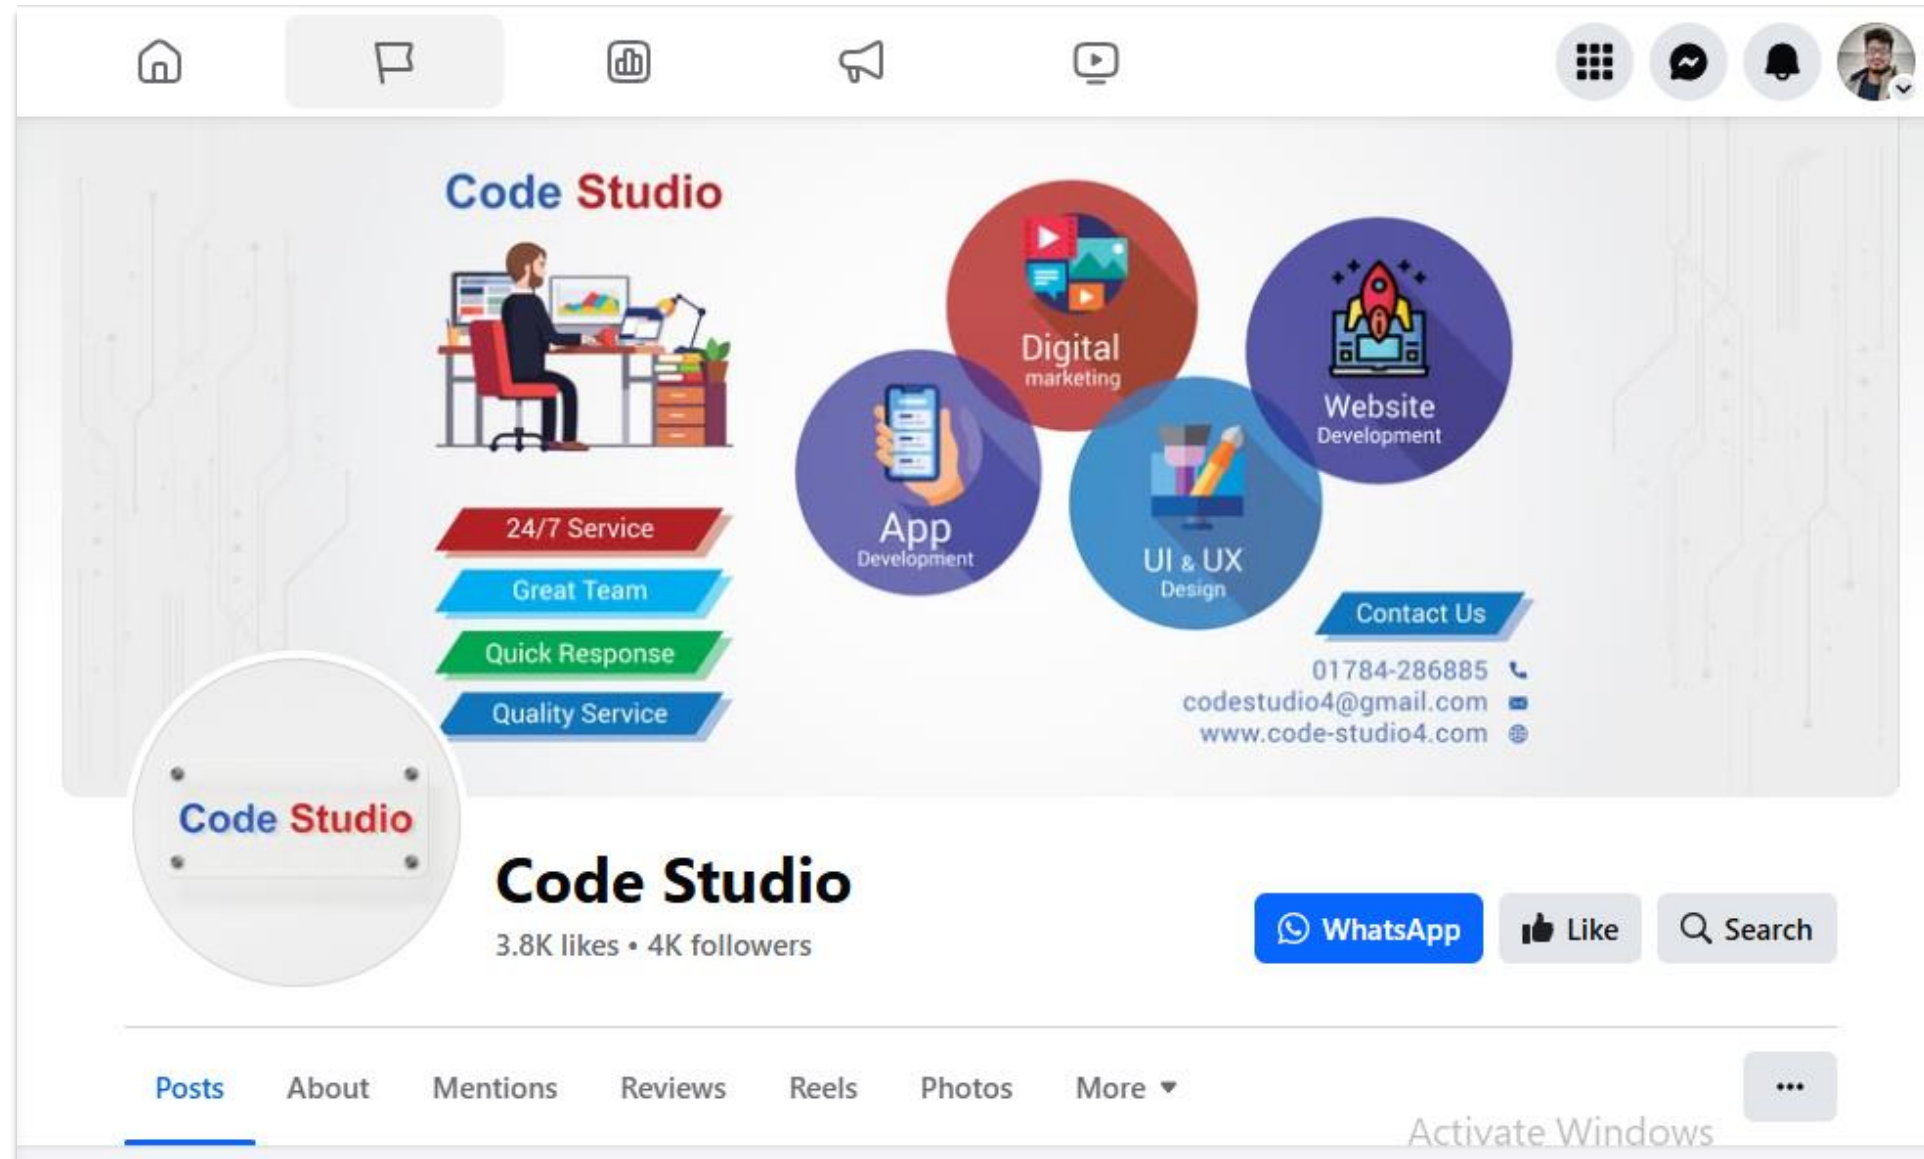 Code Studio
Digital
marketing
Website
Development
App
Development
UI & UX
Design
24/7 Service
Great Team
Quick Response
Quality Service
Contact Us
01784-286885
codestudio4@gmail.com
www.code-studio4.com
Code Studio
Code Studio
3.8K likes • 4K followers
WhatsApp
Like
Search
Posts About Mentions Reviews Reels Photos More
Activate Windows